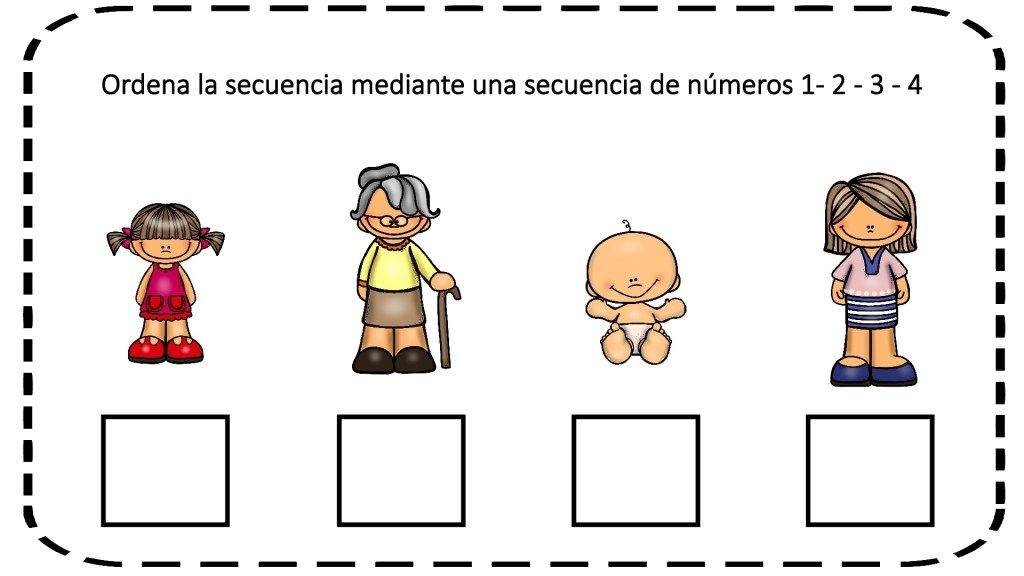 Ordena la secuencia mediante una secuencia de números 1- 2 - 3 - 4